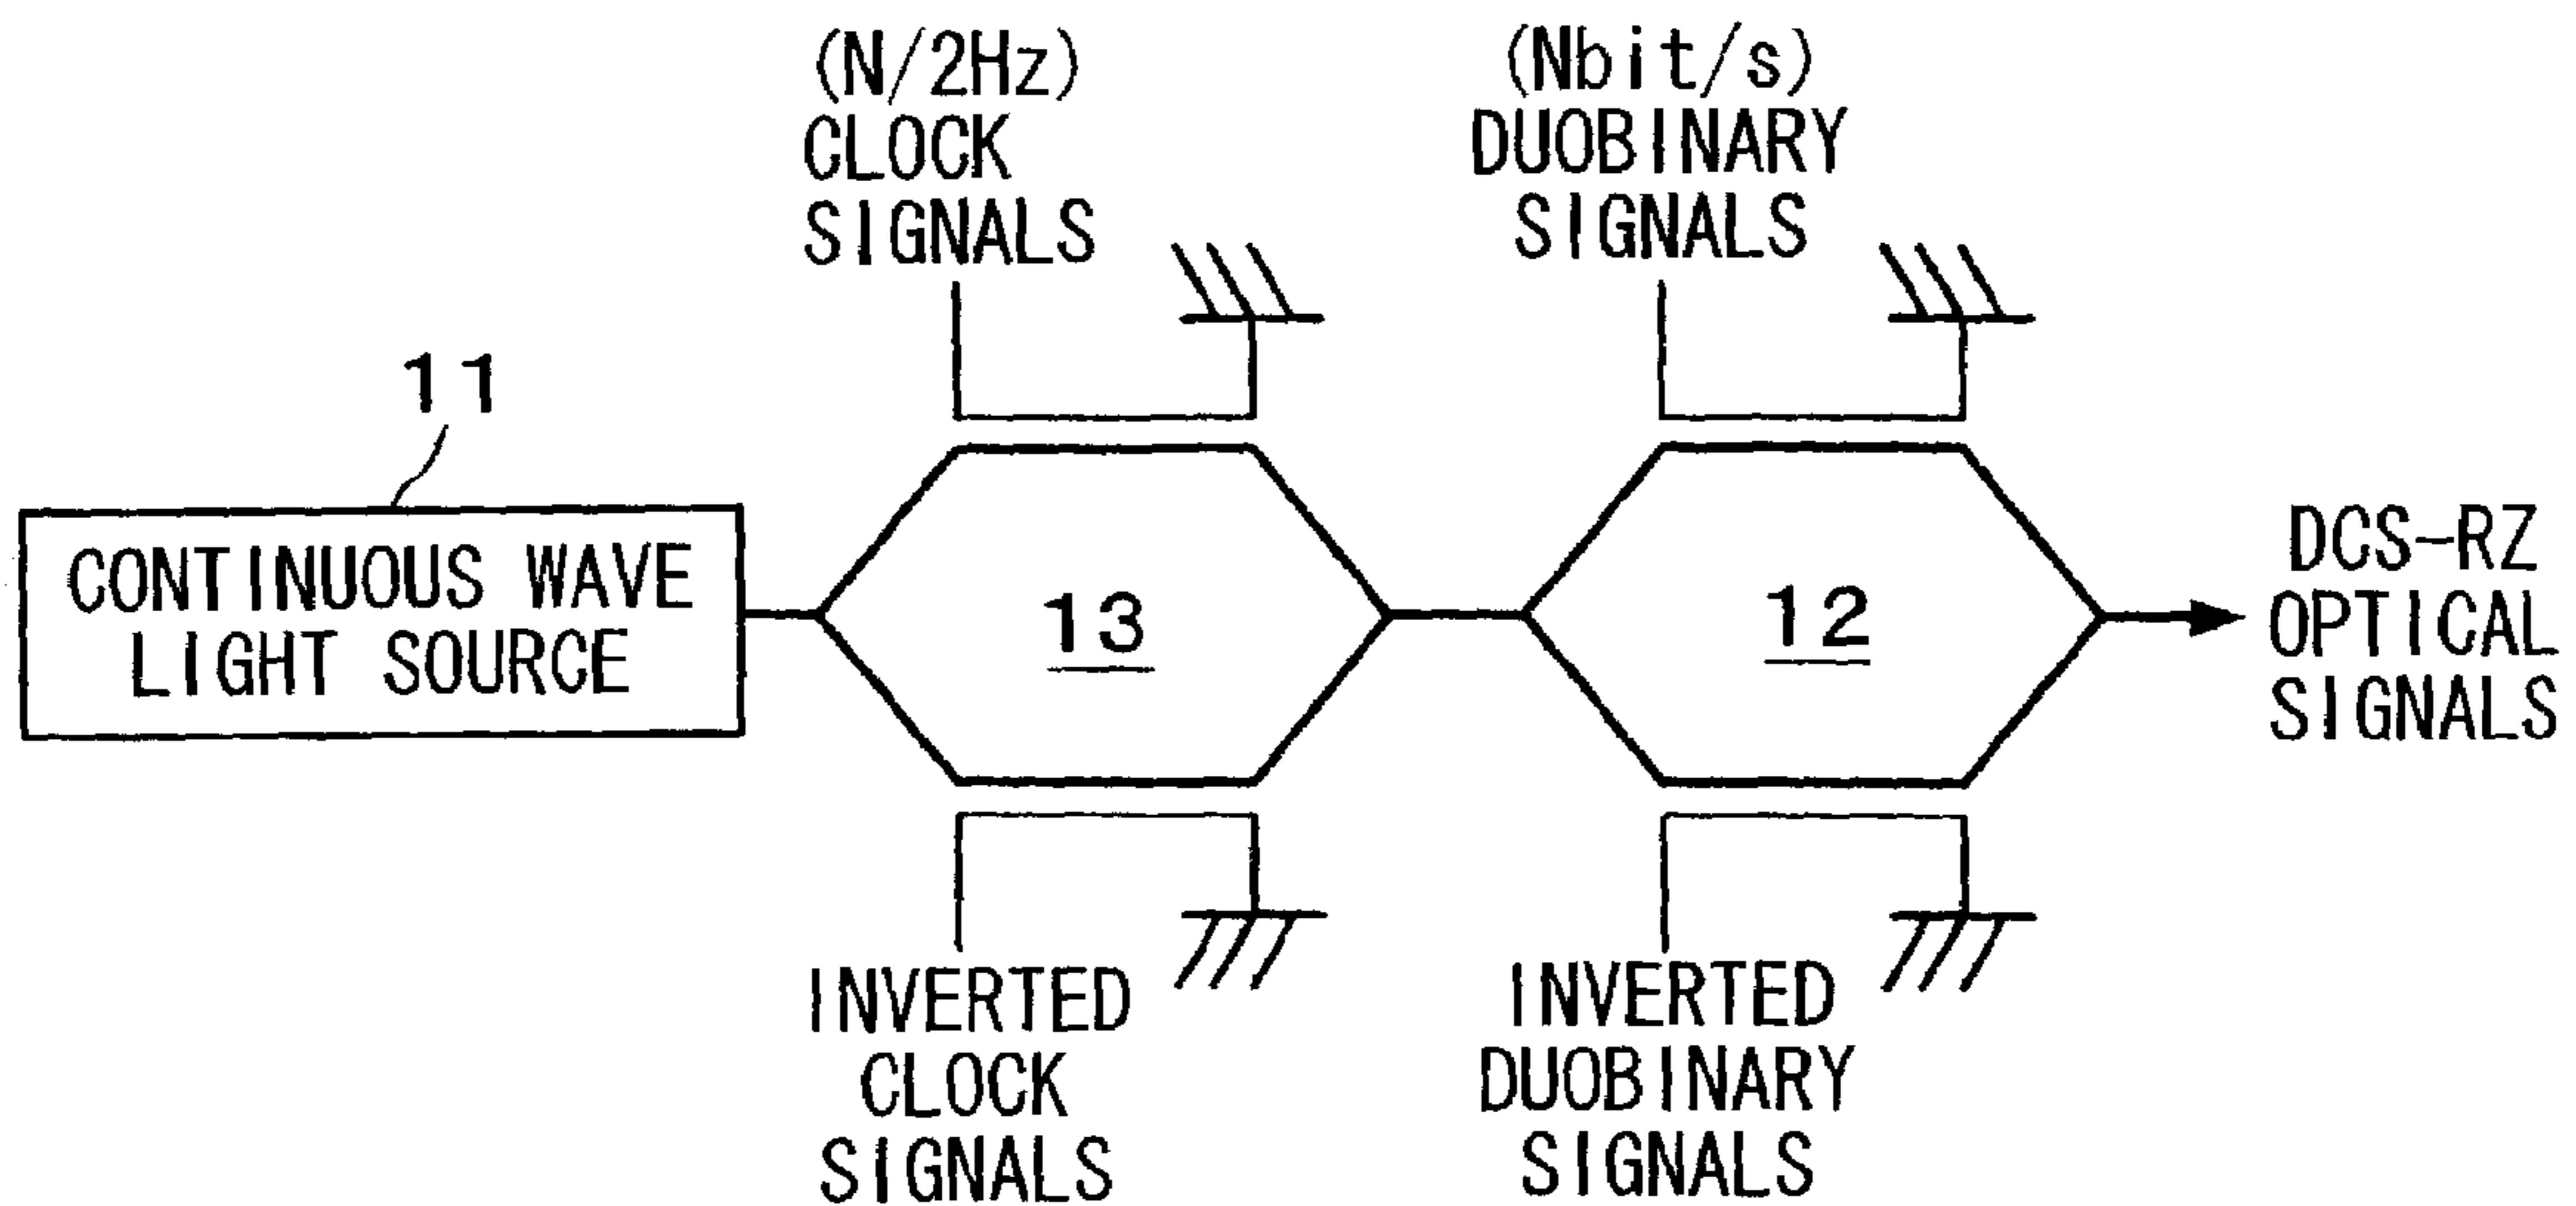 (N/2Hz)
CLOCK
SIGNALS
(Nbit/s)
DUOBINARY
SIGNALS
11
CONTINUOUS WAVE
LIGHT SOURCE
13
12
DCS-RZ
OPTICAL
SIGNALS
INVERTED
CLOCK
SIGNALS
INVERTED
DUOBINARY
SIGNALS